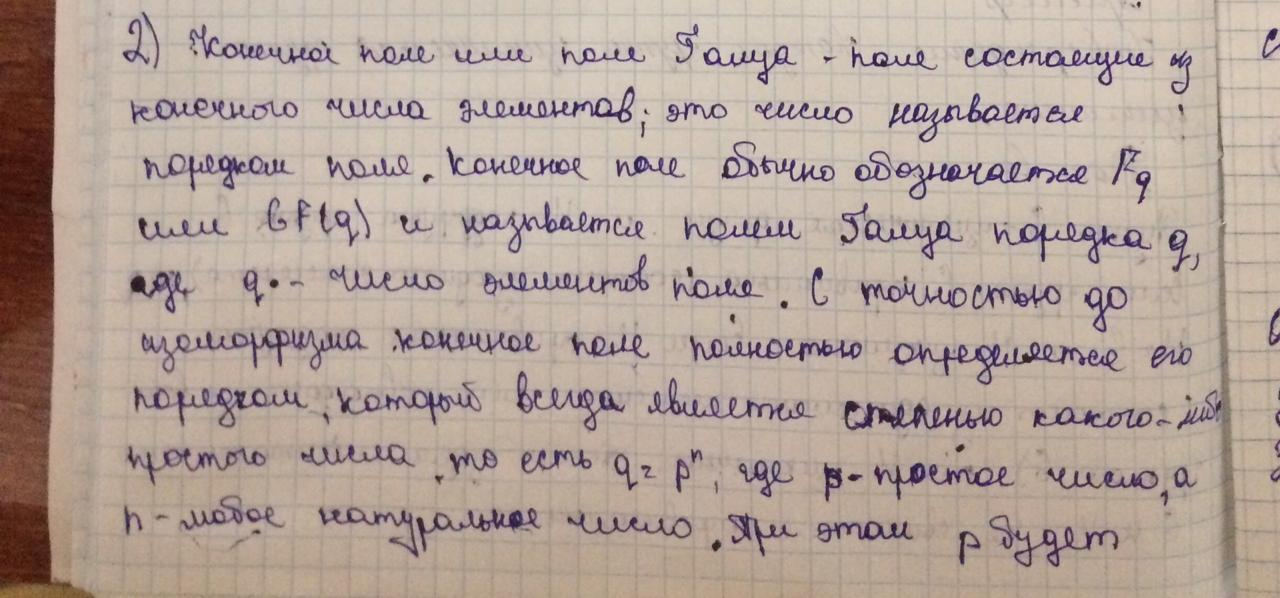 2) Конечное поле или поле Галуа - поле состоящие из
конечного числа элементов; это число называется
порядком поля. Конечное поле обычно обозначается Fq
или GF(q) и называется полем Галуа порядка q,
где q - число элементов поля. С точностью до
изоморфизма конечное поле полностью определяется его
порядком, который всегда является степенью какого-либо
простого числа, то есть q = pⁿ, где p - простое число, а
n - любое натуральное число. При этом p будет